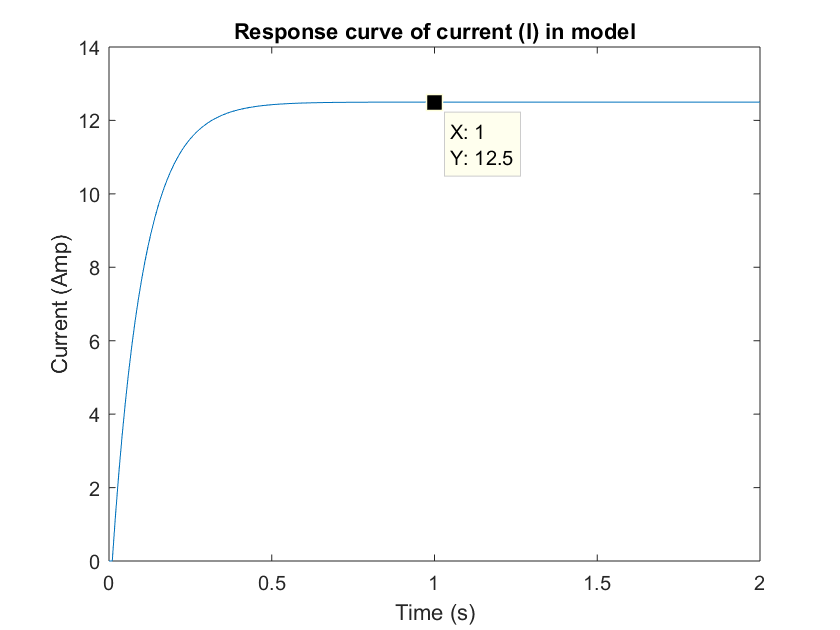 Response curve of current (I) in model
14
12
10
8
6
4
2
0
Current (Amp)
X: 1
Y: 12.5
0
0.5
1
1.5
2
Time (s)